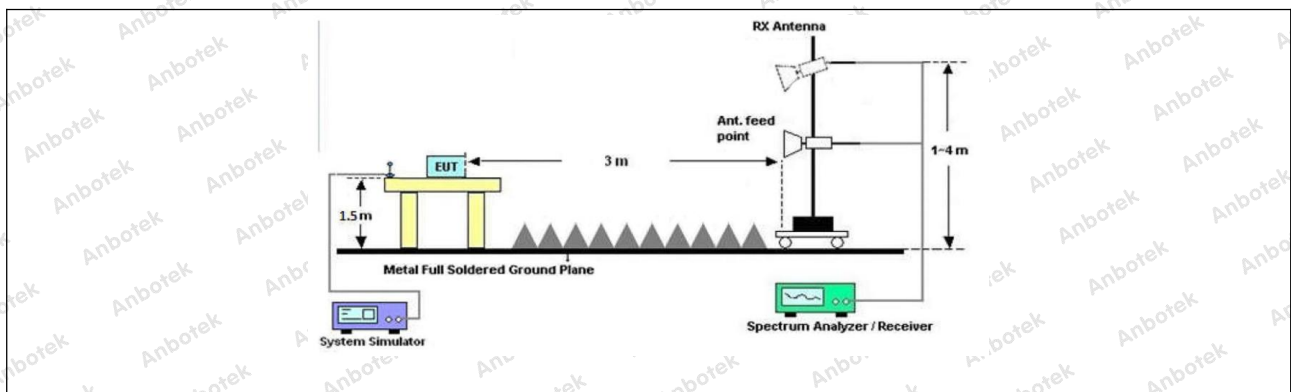 RX Antenna
Ant. feed
point
EUT
3 m
1~4 m
1.5 m
Metal Full Soldered Ground Plane
System Simulator
Spectrum Analyzer / Receiver
Anbotek